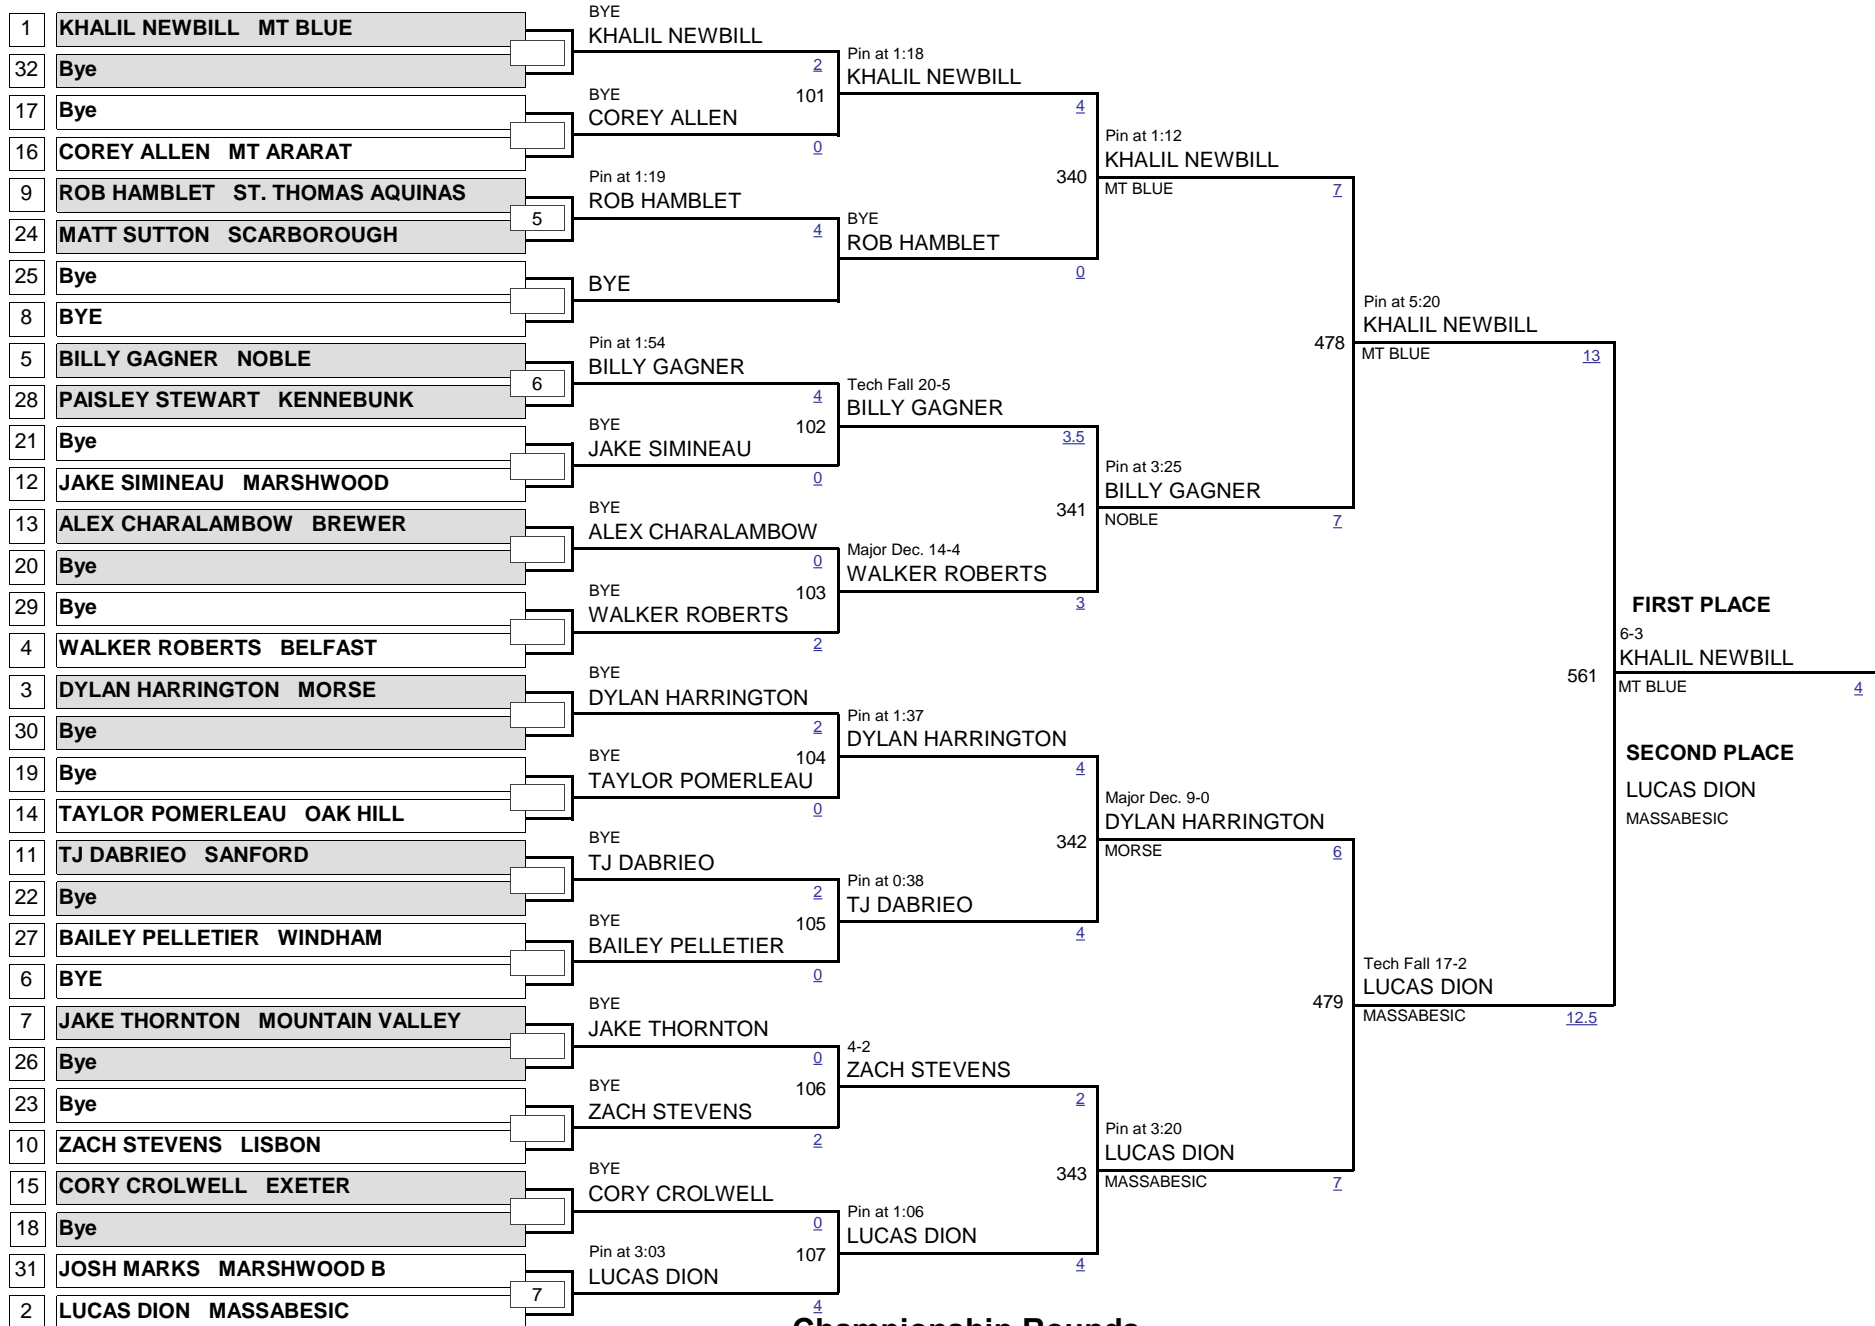 1 KHALIL NEWBILL MT BLUE
32 Bye
17 Bye
16 COREY ALLEN MT ARARAT
9 ROB HAMBLET ST. THOMAS AQUINAS
24 MATT SUTTON SCARBOROUGH
25 Bye
8 BYE
5 BILLY GAGNER NOBLE
28 PAISLEY STEWART KENNEBUNK
21 Bye
12 JAKE SIMINEAU MARSHWOOD
13 ALEX CHARALAMBOW BREWER
20 Bye
29 Bye
4 WALKER ROBERTS BELFAST
3 DYLAN HARRINGTON MORSE
30 Bye
19 Bye
14 TAYLOR POMERLEAU OAK HILL
11 TJ DABRIEO SANFORD
22 Bye
27 BAILEY PELLETIER WINDHAM
6 BYE
7 JAKE THORNTON MOUNTAIN VALLEY
26 Bye
23 Bye
10 ZACH STEVENS LISBON
15 CORY CROLWELL EXETER
18 Bye
31 JOSH MARKS MARSHWOOD B
2 LUCAS DION MASSABESIC
5
6
7
BYE
KHALIL NEWBILL
2
101
BYE
COREY ALLEN
0
Pin at 1:19
ROB HAMBLET
4
BYE
Pin at 1:54
BILLY GAGNER
4
102
BYE
JAKE SIMINEAU
0
BYE
ALEX CHARALAMBOW
0
103
BYE
WALKER ROBERTS
2
BYE
DYLAN HARRINGTON
2
104
BYE
TAYLOR POMERLEAU
0
BYE
TJ DABRIEO
2
105
BYE
BAILEY PELLETIER
0
BYE
JAKE THORNTON
0
106
BYE
ZACH STEVENS
2
BYE
CORY CROLWELL
0
107
Pin at 3:03
LUCAS DION
4
Pin at 1:18
KHALIL NEWBILL
4
340
BYE
ROB HAMBLET
0
Tech Fall 20-5
BILLY GAGNER
3.5
341
Major Dec. 14-4
WALKER ROBERTS
3
Pin at 1:37
DYLAN HARRINGTON
4
342
Pin at 0:38
TJ DABRIEO
4
4-2
ZACH STEVENS
2
343
Pin at 1:06
LUCAS DION
4
Pin at 1:12
KHALIL NEWBILL
MT BLUE 7
478
Pin at 3:25
BILLY GAGNER
NOBLE 7
Major Dec. 9-0
DYLAN HARRINGTON
MORSE 6
479
Pin at 3:20
LUCAS DION
MASSABESIC 7
Pin at 5:20
KHALIL NEWBILL
MT BLUE 13
561
Tech Fall 17-2
LUCAS DION
MASSABESIC 12.5
FIRST PLACE
6-3
KHALIL NEWBILL
MT BLUE 4
SECOND PLACE
LUCAS DION
MASSABESIC
Championship Rounds